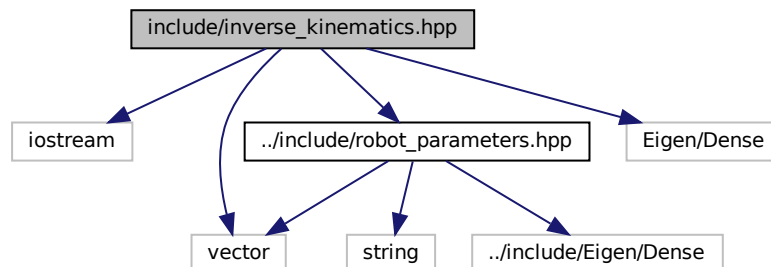 include/inverse_kinematics.hpp
iostream
../include/robot_parameters.hpp
Eigen/Dense
vector
string
../include/Eigen/Dense